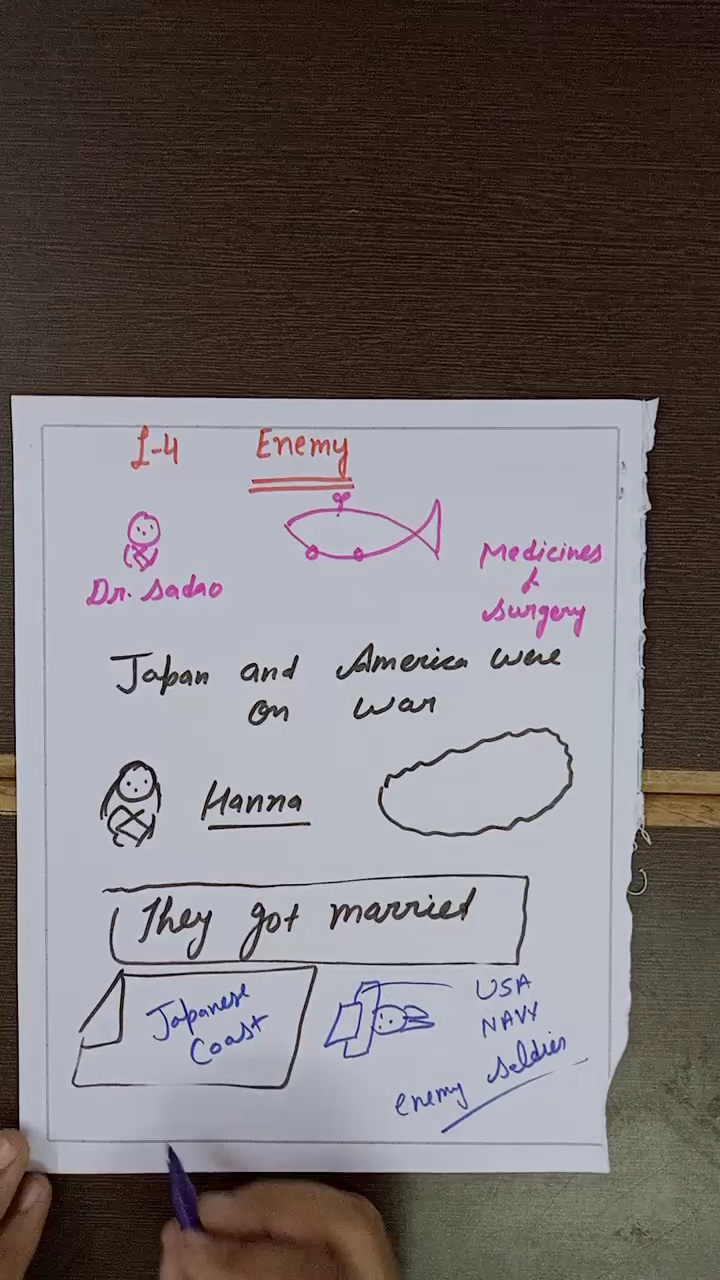 L-4 Enemy
Dr. Sadao
Medicines
&
Surgery
Japan and America were
on war
Hanna
They got married
Japanese
Coast
USA
NAVY
enemy soldier